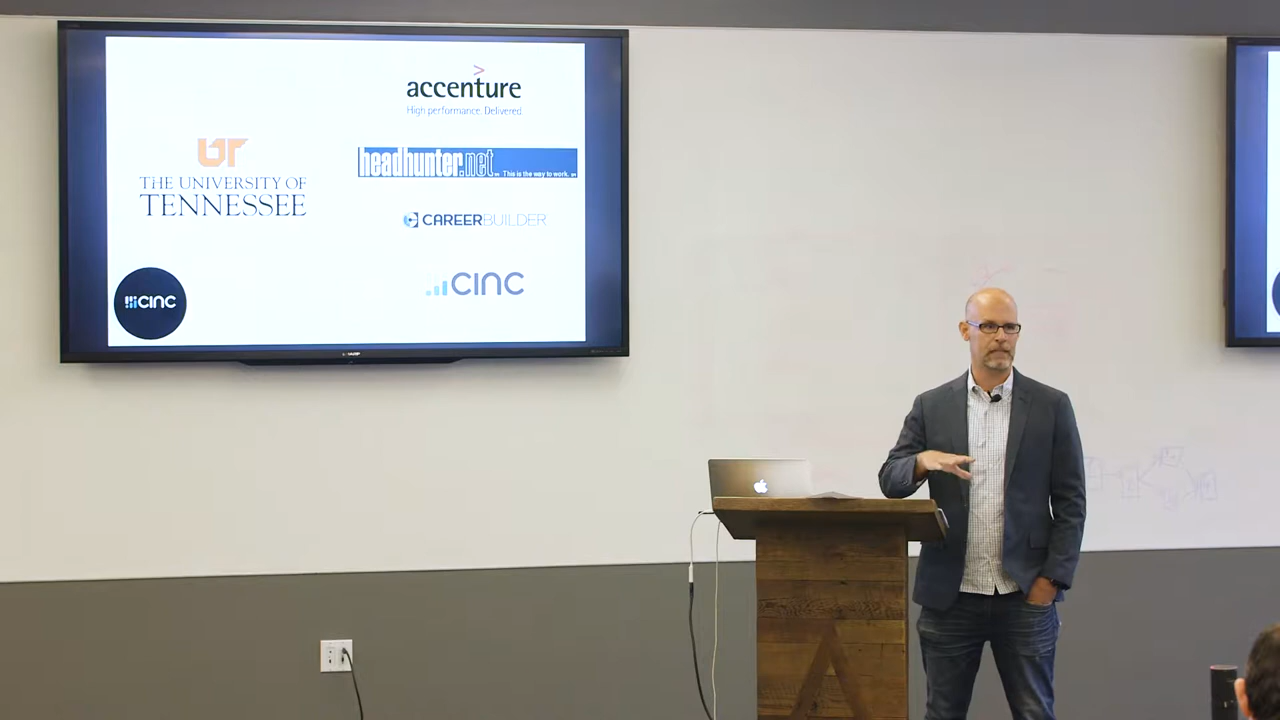 UT
THE UNIVERSITY OF
TENNESSEE
CINC
accenture
High performance. Delivered.
headhunter.net
This is the way to work.
CAREERBUILDER
CINC
SHARP